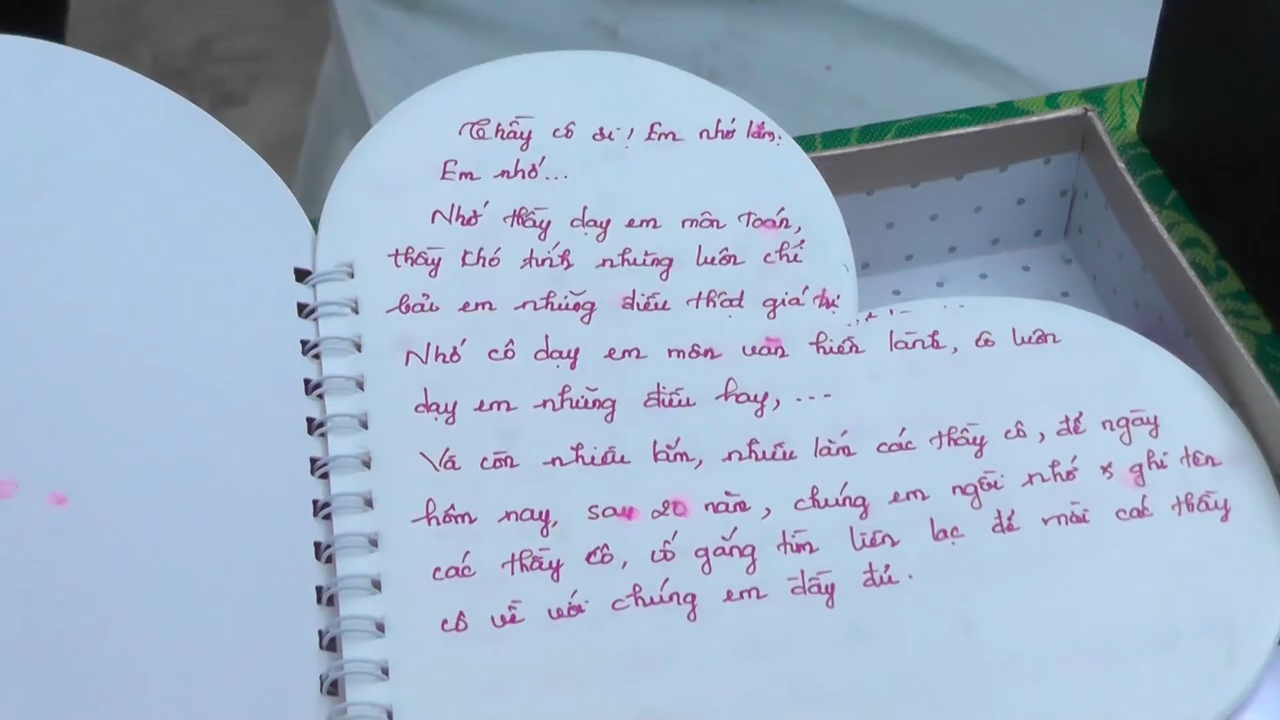 Thầy cô ơi! Em nhớ lắm.
Em nhớ...
Nhớ thầy dạy em môn Toán,
thầy khó tính nhưng luôn chỉ
bảo em những điều thật giá trị
Nhớ cô dạy em môn văn hiền lành, cô luôn
dạy em những điều hay, ...
Và còn nhiều lắm, nhiều lắm các thầy cô, để ngày
hôm nay, sau 20 năm, chúng em ngồi nhớ & ghi tên
các thầy cô, cố gắng tìm liên lạc để mời các thầy
cô về với chúng em đầy đủ.